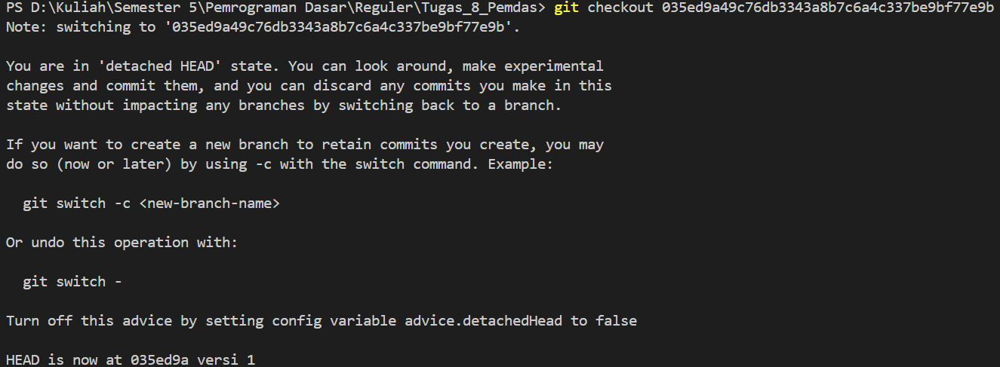 PS D:\Kuliah\Semester 5\Pemrograman Dasar\Reguler\Tugas_8_Pemdas> git checkout 035ed9a49c76db3343a8b7c6a4c337be9bf77e9b
Note: switching to '035ed9a49c76db3343a8b7c6a4c337be9bf77e9b'.

You are in 'detached HEAD' state. You can look around, make experimental
changes and commit them, and you can discard any commits you make in this
state without impacting any branches by switching back to a branch.

If you want to create a new branch to retain commits you create, you may
do so (now or later) by using -c with the switch command. Example:

  git switch -c <new-branch-name>

Or undo this operation with:

  git switch -

Turn off this advice by setting config variable advice.detachedHead to false

HEAD is now at 035ed9a versi 1